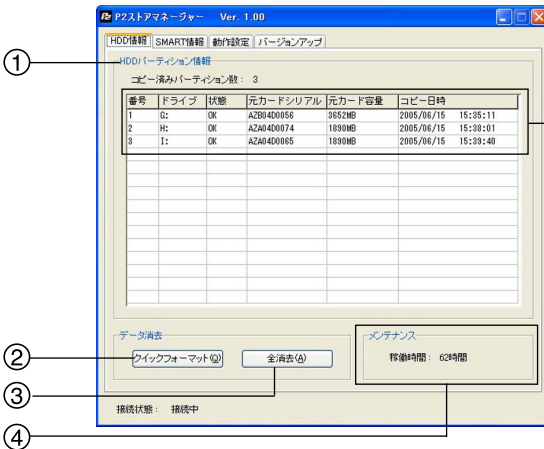 P2 P2ストアマネージャー Ver. 1.00
HDD情報 SMART情報 動作設定 バージョンアップ
①
HDDパーティション情報
コピー済みパーティション数: 3
番号 ドライブ 状態 元カードシリアル 元カード容量 コピー日時
1 G: OK AZB04D0056 3652MB 2005/06/15 15:35:11
2 H: OK AZA04D0074 1890MB 2005/06/15 15:38:01
3 I: OK AZA04D0065 1890MB 2005/06/15 15:39:40
データ消去 メンテナンス
② クイックフォーマット(Q) 全消去(A) 稼働時間: 62時間
③
接続状態: 接続中
④